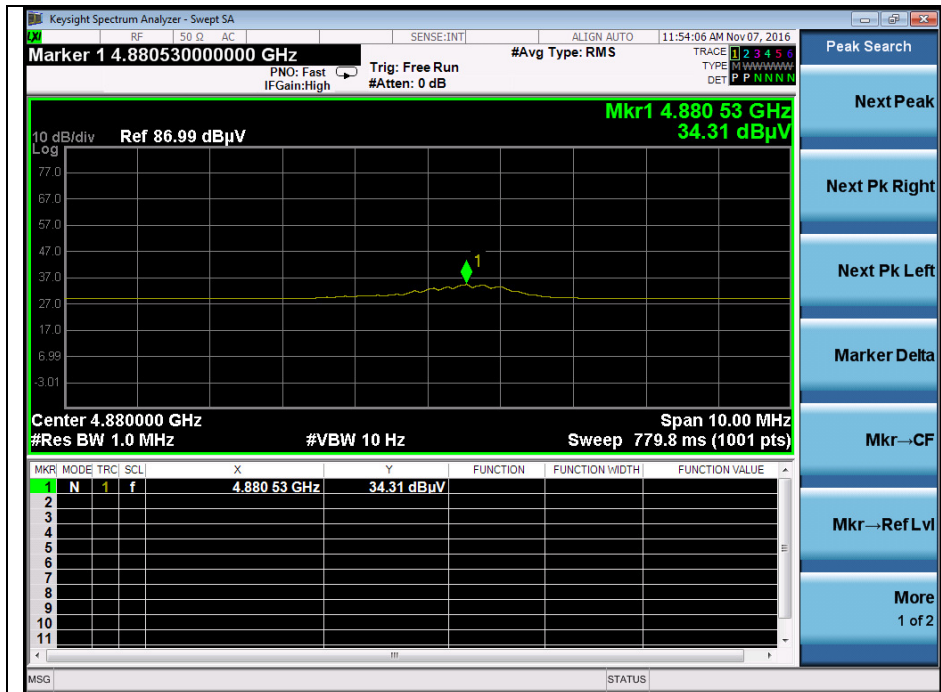 Keysight Spectrum Analyzer - Swept SA
LXI RF 50 Ω AC SENSE:INT ALIGN AUTO 11:54:06 AM Nov 07, 2016
Marker 1 4.880530000000 GHz
PNO: Fast
IFGain:High
Trig: Free Run
#Atten: 0 dB
#Avg Type: RMS
TRACE 1 2 3 4 5 6
TYPE M WWWWW
DET P P N N N N
Mkr1 4.880 53 GHz
34.31 dBµV
10 dB/div Ref 86.99 dBµV
Log
77.0
67.0
57.0
47.0
37.0
27.0
17.0
6.99
-3.01
1
Center 4.880000 GHz Span 10.00 MHz
#Res BW 1.0 MHz #VBW 10 Hz Sweep 779.8 ms (1001 pts)
MKR MODE TRC SCL X Y FUNCTION FUNCTION WIDTH FUNCTION VALUE
1 N 1 f 4.880 53 GHz 34.31 dBµV
2
3
4
5
6
7
8
9
10
11
MSG STATUS
Peak Search
Next Peak
Next Pk Right
Next Pk Left
Marker Delta
Mkr→CF
Mkr→Ref Lvl
More
1 of 2